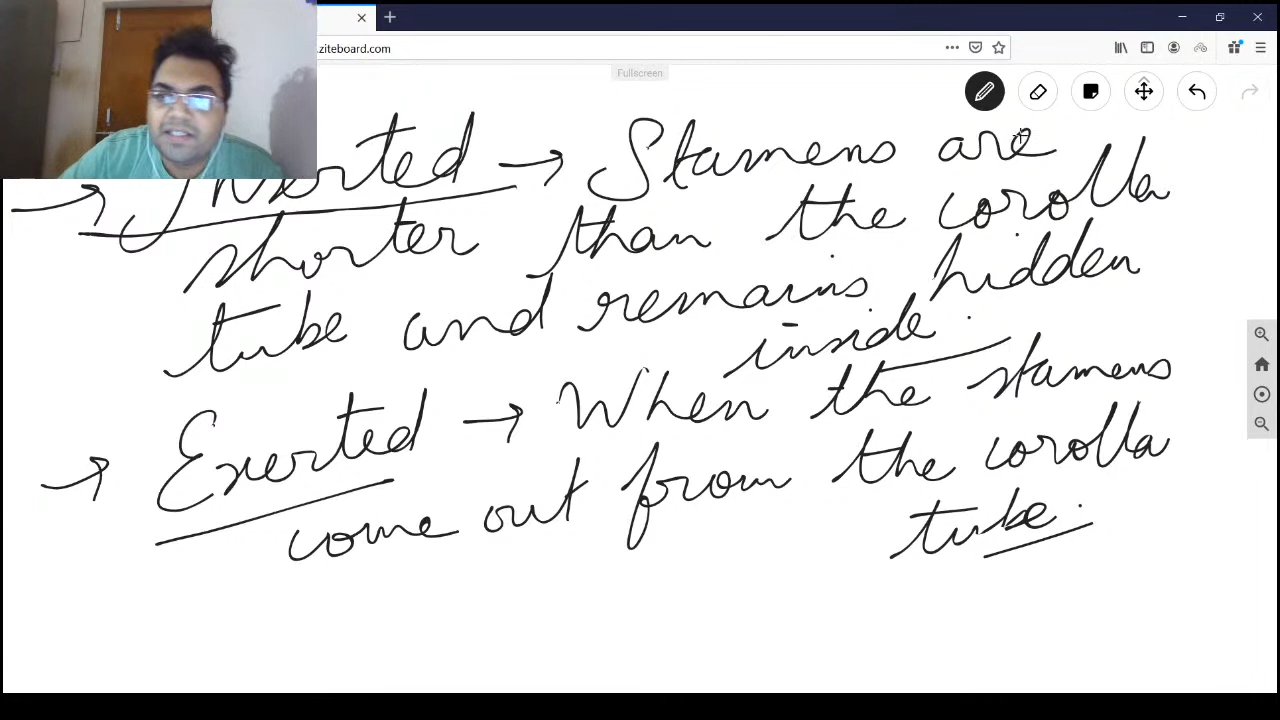 .ziteboard.com
Fullscreen
→ Inserted → Stamens are
shorter than the corolla
tube and remains hidden
inside.
→ Exerted → When the stamens
come out from the corolla
tube.